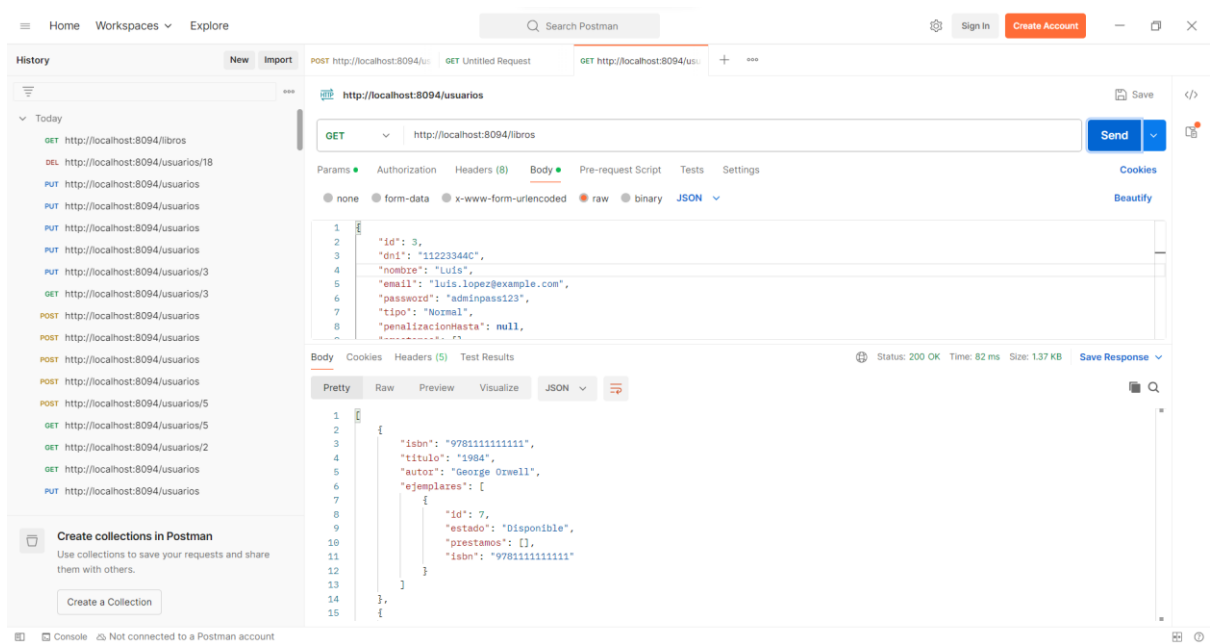 Home Workspaces Explore Search Postman Sign In Create Account
History New Import
Today
GET http://localhost:8094/libros
DEL http://localhost:8094/usuarios/18
PUT http://localhost:8094/usuarios
PUT http://localhost:8094/usuarios
PUT http://localhost:8094/usuarios
PUT http://localhost:8094/usuarios
PUT http://localhost:8094/usuarios/3
GET http://localhost:8094/usuarios/3
POST http://localhost:8094/usuarios
POST http://localhost:8094/usuarios
POST http://localhost:8094/usuarios
POST http://localhost:8094/usuarios
POST http://localhost:8094/usuarios/5
GET http://localhost:8094/usuarios/5
GET http://localhost:8094/usuarios/2
GET http://localhost:8094/usuarios
PUT http://localhost:8094/usuarios
Create collections in Postman
Use collections to save your requests and share
them with others.
Create a Collection
POST http://localhost:8094/us GET Untitled Request GET http://localhost:8094/usu
HTTP http://localhost:8094/usuarios Save
GET http://localhost:8094/libros Send
Params Authorization Headers (8) Body Pre-request Script Tests Settings Cookies
none form-data x-www-form-urlencoded raw binary JSON Beautify
1 {
2 "id": 3,
3 "dni": "11223344C",
4 "nombre": "Luis",
5 "email": "luis.lopez@example.com",
6 "password": "adminpass123",
7 "tipo": "Normal",
8 "penalizacionHasta": null,
Body Cookies Headers (5) Test Results Status: 200 OK Time: 82 ms Size: 1.37 KB Save Response
Pretty Raw Preview Visualize JSON
1 [
2 {
3 "isbn": "9781111111111",
4 "titulo": "1984",
5 "autor": "George Orwell",
6 "ejemplares": [
7 {
8 "id": 7,
9 "estado": "Disponible",
10 "prestamos": [],
11 "isbn": "9781111111111"
12 }
13 ]
14 },
15 {
Console Not connected to a Postman account